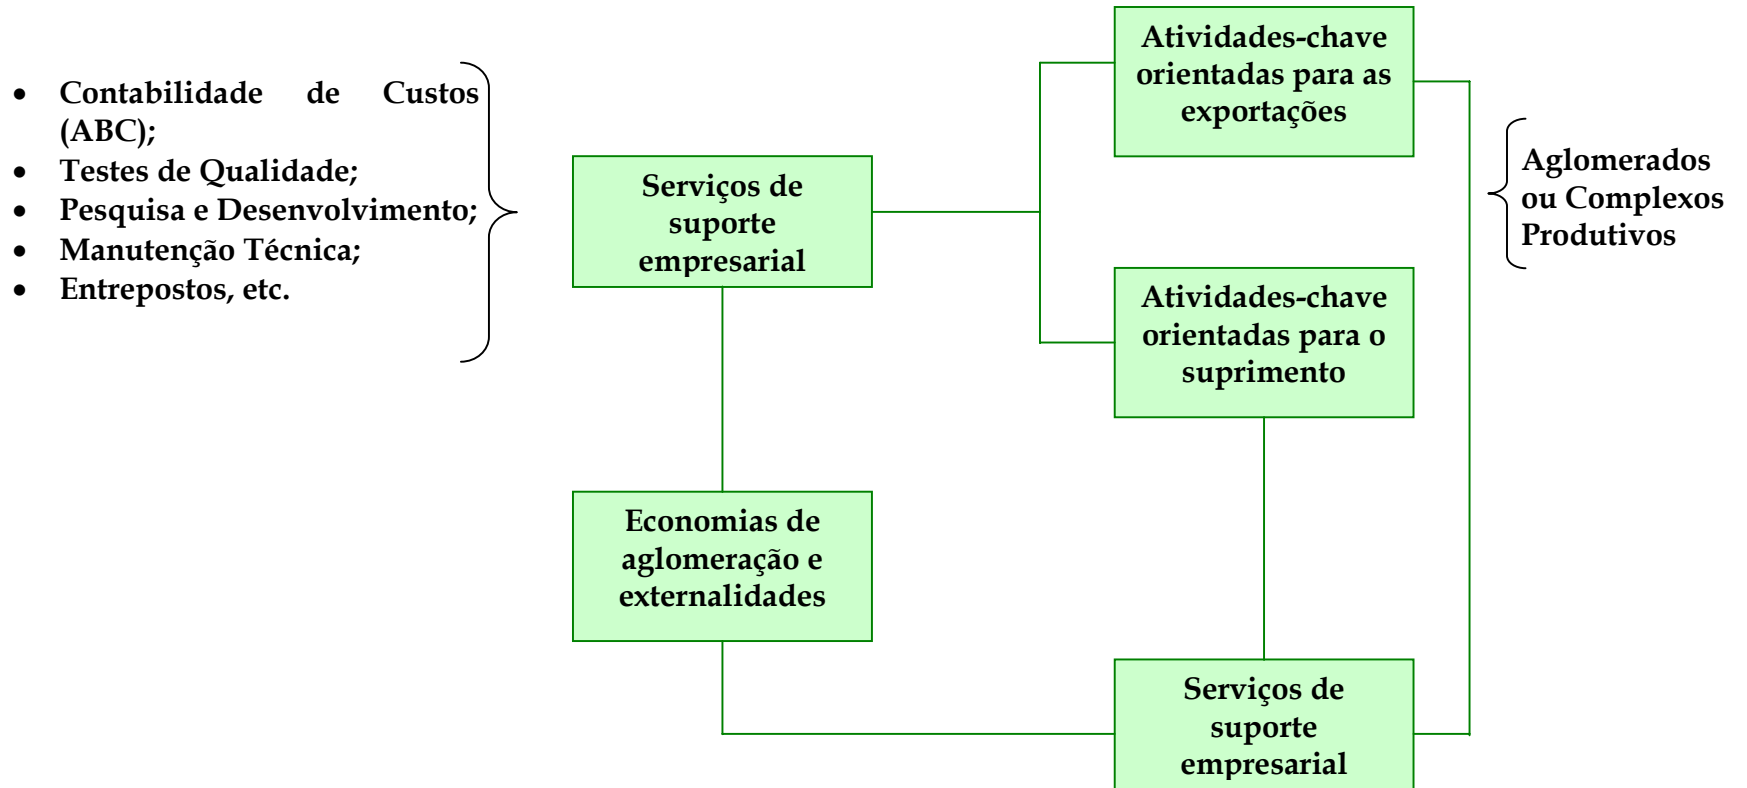 • Contabilidade de Custos
(ABC);
• Testes de Qualidade;
• Pesquisa e Desenvolvimento;
• Manutenção Técnica;
• Entrepostos, etc.
Serviços de
suporte
empresarial
Atividades-chave
orientadas para as
exportações
Aglomerados
ou Complexos
Produtivos
Atividades-chave
orientadas para o
suprimento
Economias de
aglomeração e
externalidades
Serviços de
suporte
empresarial